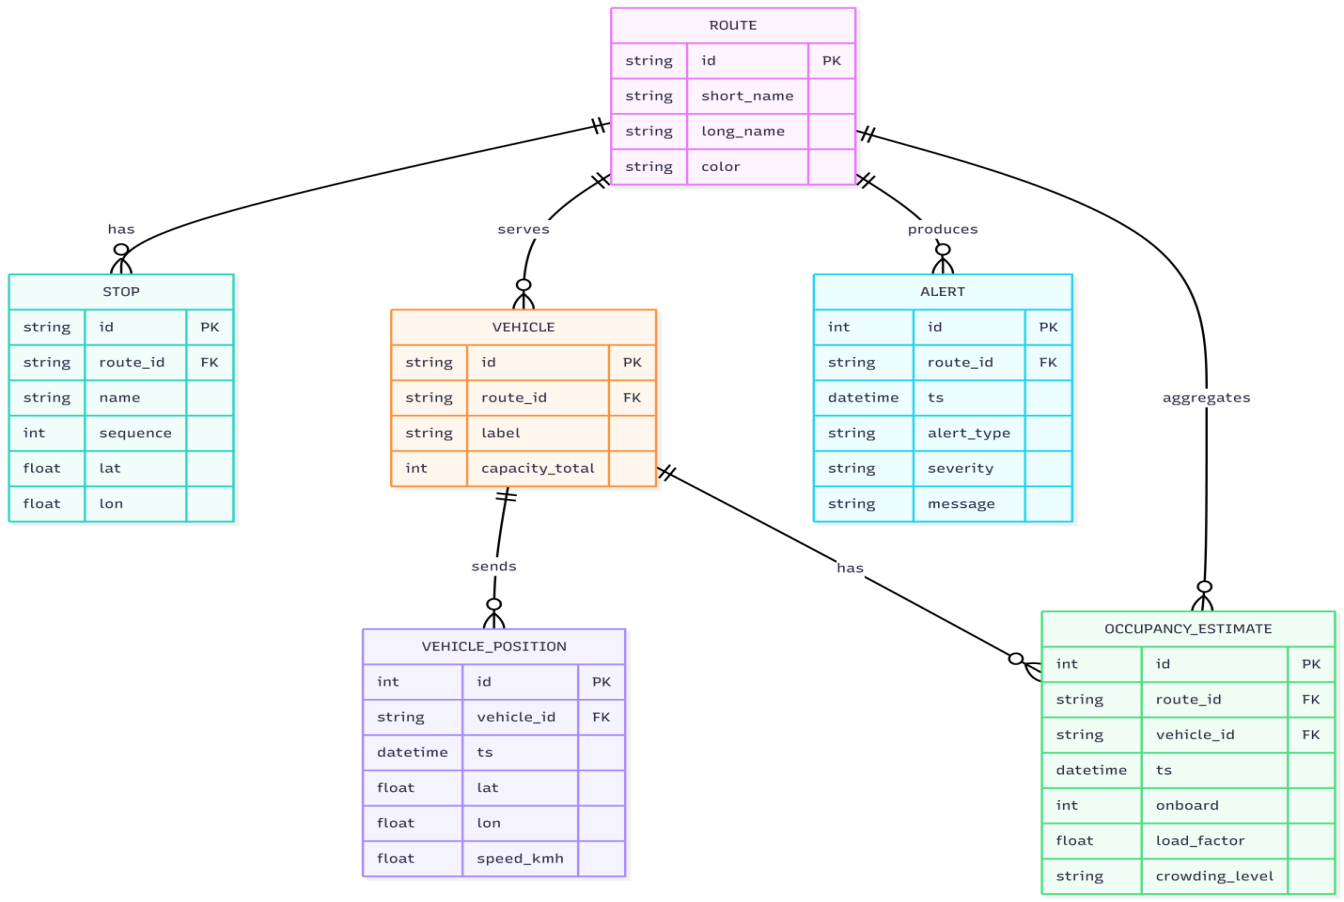 ROUTE
string id PK
string short_name
string long_name
string color
has
serves
produces
aggregates
STOP
string id PK
string route_id FK
string name
int sequence
float lat
float lon
VEHICLE
string id PK
string route_id FK
string label
int capacity_total
ALERT
int id PK
string route_id FK
datetime ts
string alert_type
string severity
string message
sends
has
VEHICLE_POSITION
int id PK
string vehicle_id FK
datetime ts
float lat
float lon
float speed_kmh
OCCUPANCY_ESTIMATE
int id PK
string route_id FK
string vehicle_id FK
datetime ts
int onboard
float load_factor
string crowding_level